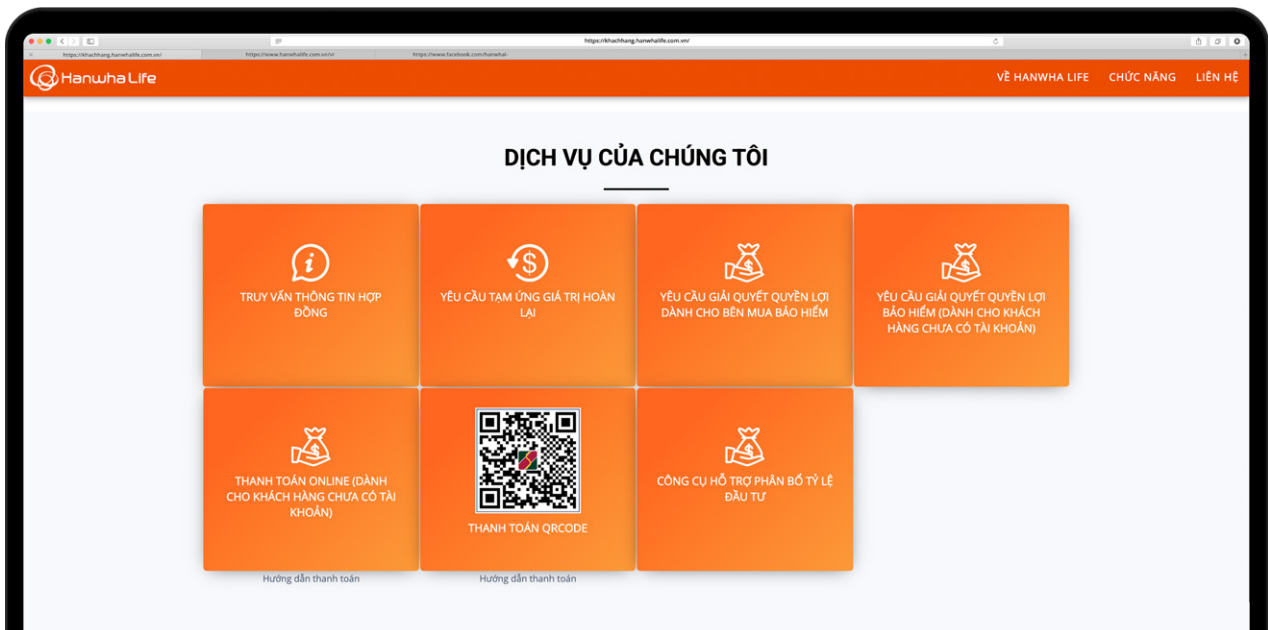 https://khachhang.hanwhalife.com.vn/
https://khachhang.hanwhalife.com.vn/
https://www.hanwhalife.com.vn/vi
https://www.facebook.com/hanwhal-
Hanwha Life
VỀ HANWHA LIFE
CHỨC NĂNG
LIÊN HỆ
DỊCH VỤ CỦA CHÚNG TÔI
TRUY VẤN THÔNG TIN HỢP
ĐỒNG
YÊU CẦU TẠM ỨNG GIÁ TRỊ HOÀN
LẠI
YÊU CẦU GIẢI QUYẾT QUYỀN LỢI
DÀNH CHO BÊN MUA BẢO HIỂM
YÊU CẦU GIẢI QUYẾT QUYỀN LỢI
BẢO HIỂM (DÀNH CHO KHÁCH
HÀNG CHƯA CÓ TÀI KHOẢN)
THANH TOÁN ONLINE (DÀNH
CHO KHÁCH HÀNG CHƯA CÓ TÀI
KHOẢN)
THANH TOÁN QRCODE
CÔNG CỤ HỖ TRỢ PHÂN BỔ TỶ LỆ
ĐẦU TƯ
Hướng dẫn thanh toán
Hướng dẫn thanh toán